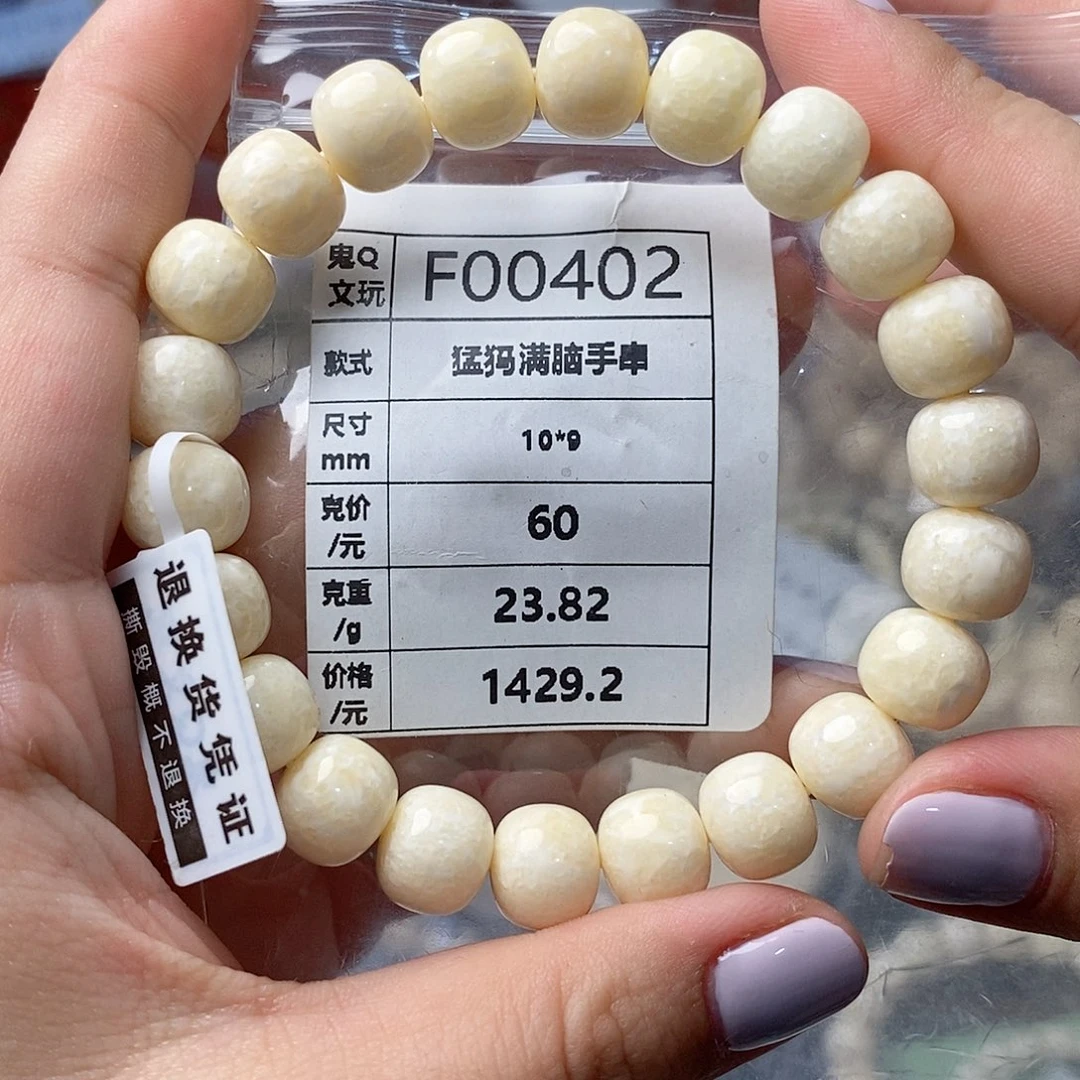 鬼Q
文玩
F00402
款式
猛犸满脑手串
尺寸
mm
10*9
克价
/元
60
克重
/g
23.82
价格
/元
1429.2
退换货凭证
撕毁概不退换